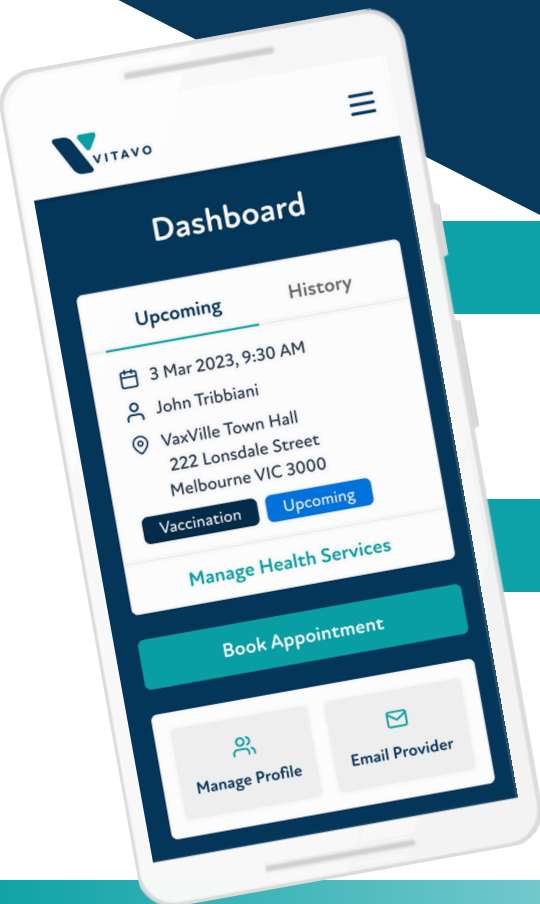 VITAVO
Dashboard
Upcoming
History
3 Mar 2023, 9:30 AM
John Tribbiani
VaxVille Town Hall
222 Lonsdale Street
Melbourne VIC 3000
Vaccination
Upcoming
Manage Health Services
Book Appointment
Manage Profile
Email Provider